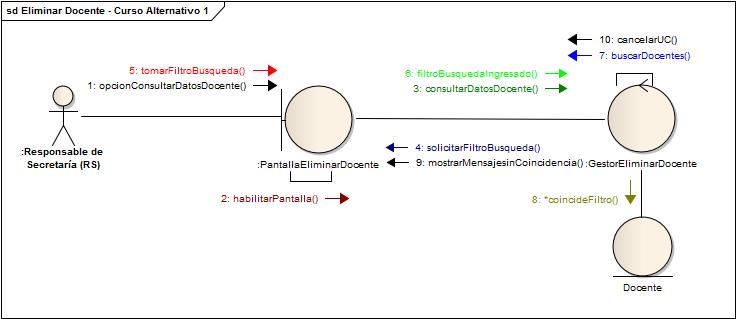 sd Eliminar Docente - Curso Alternativo 1
10: cancelarUC()
7: buscarDocentes()
5: tomarFiltroBusqueda()
6: filtroBusquedaIngresado()
1: opcionConsultarDatosDocente()
3: consultarDatosDocente()
:Responsable de
Secretaría (RS)
4: solicitarFiltroBusqueda()
:PantallaEliminarDocente
9: mostrarMensajesinCoincidencia()
:GestorEliminarDocente
2: habilitarPantalla()
8: *coincideFiltro()
Docente